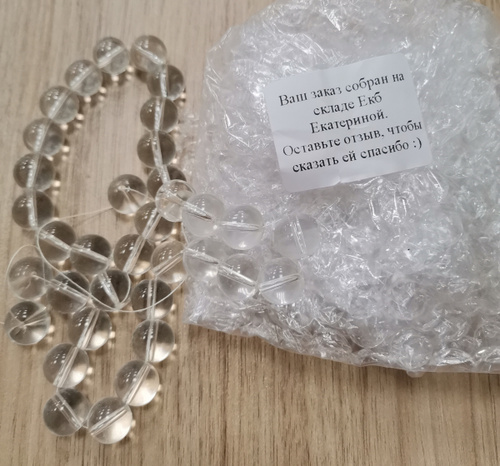 Ваш заказ собран на
складе Екб
Екатериной.
Оставьте отзыв, чтобы
сказать ей спасибо :)